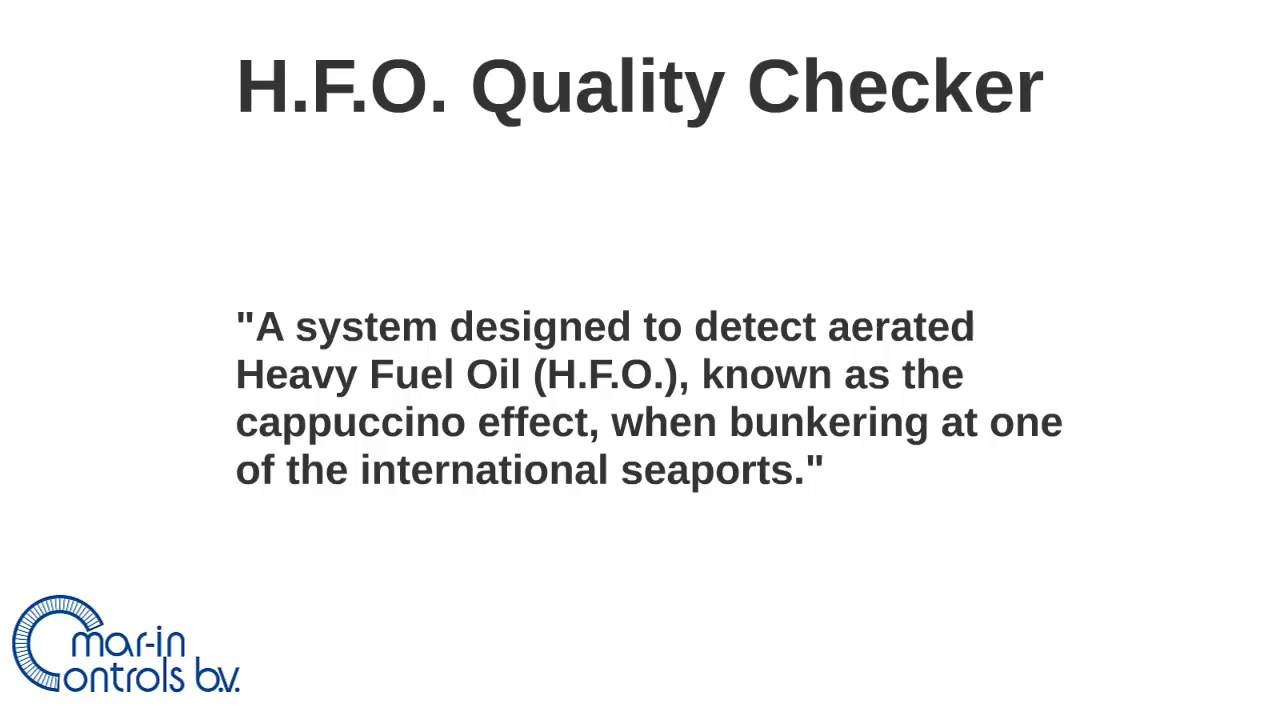 H.F.O. Quality Checker
"A system designed to detect aerated
Heavy Fuel Oil (H.F.O.), known as the
cappuccino effect, when bunkering at one
of the international seaports."
mar-in
Controls b.v.